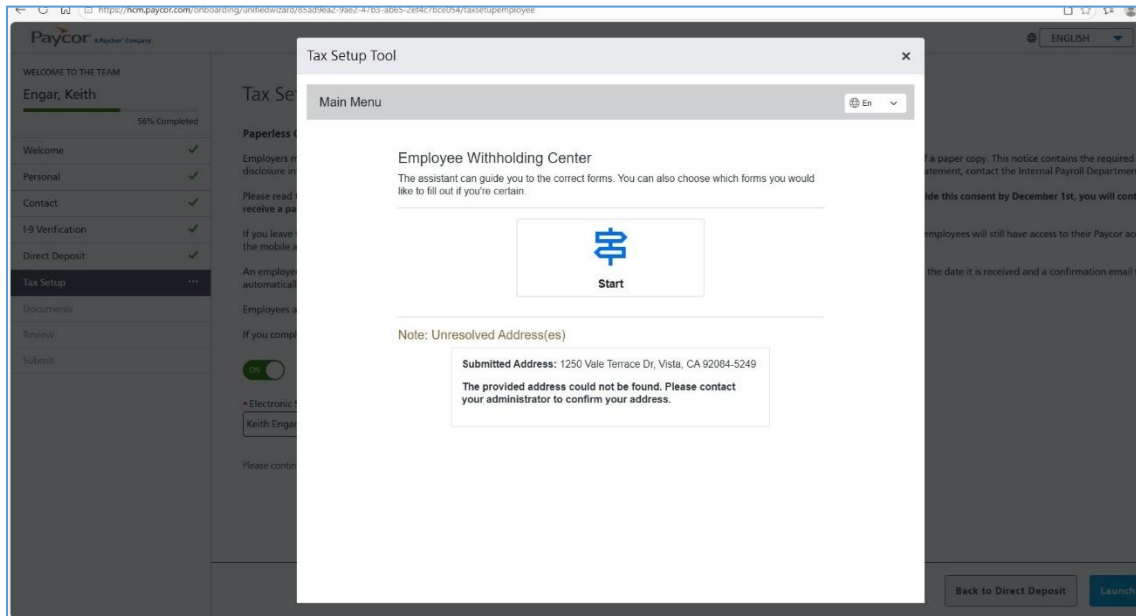 https://hcm.paycor.com/onboarding/unifiedwizard/85ad9ea2-9ae2-47b3-ab65-2ef4c7bce054/taxsetupemployee
Paycor A Paychex Company
ENGLISH
WELCOME TO THE TEAM
Engar, Keith
56% Completed
Welcome
Personal
Contact
I-9 Verification
Direct Deposit
Tax Setup
Documents
Review
Submit
Tax Se
Paperless
Employers m
disclosure in
Please read
receive a pa
If you leave
the mobile a
An employe
automaticall
Employees a
If you compl
ON
* Electronic S
Keith Engar
Please contin
Tax Setup Tool
Main Menu
En
Employee Withholding Center
The assistant can guide you to the correct forms. You can also choose which forms you would
like to fill out if you're certain.
Start
Note: Unresolved Address(es)
Submitted Address: 1250 Vale Terrace Dr, Vista, CA 92084-5249
The provided address could not be found. Please contact
your administrator to confirm your address.
f a paper copy. This notice contains the required
atement, contact the Internal Payroll Departmen
ide this consent by December 1st, you will cont
employees will still have access to their Paycor ac
the date it is received and a confirmation email
Back to Direct Deposit
Launch